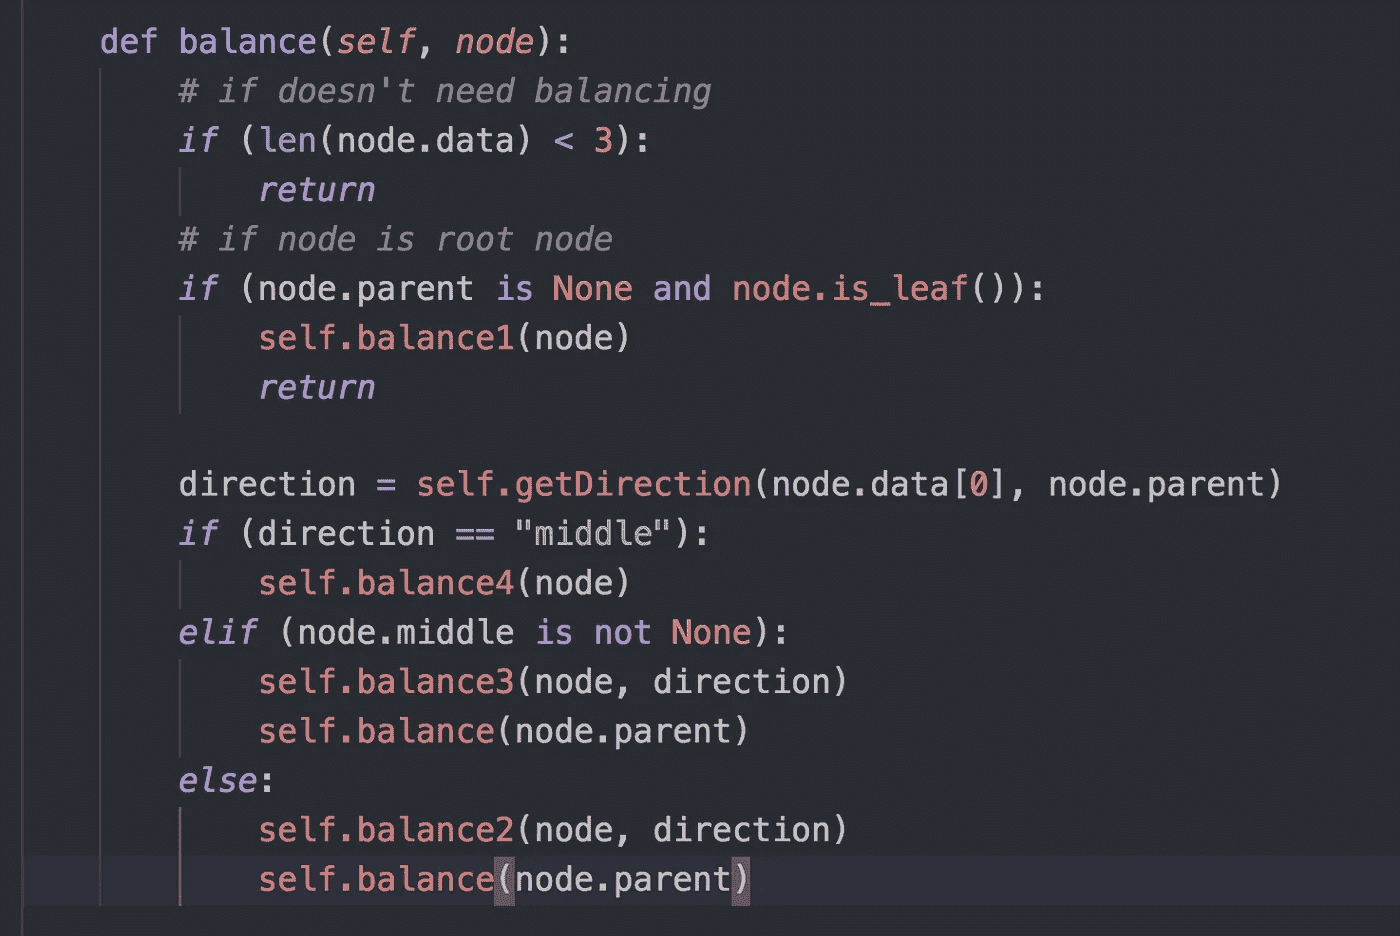 def balance(self, node):
    # if doesn't need balancing
    if (len(node.data) < 3):
        return
    # if node is root node
    if (node.parent is None and node.is_leaf()):
        self.balance1(node)
        return

    direction = self.getDirection(node.data[0], node.parent)
    if (direction == "middle"):
        self.balance4(node)
    elif (node.middle is not None):
        self.balance3(node, direction)
        self.balance(node.parent)
    else:
        self.balance2(node, direction)
        self.balance(node.parent)